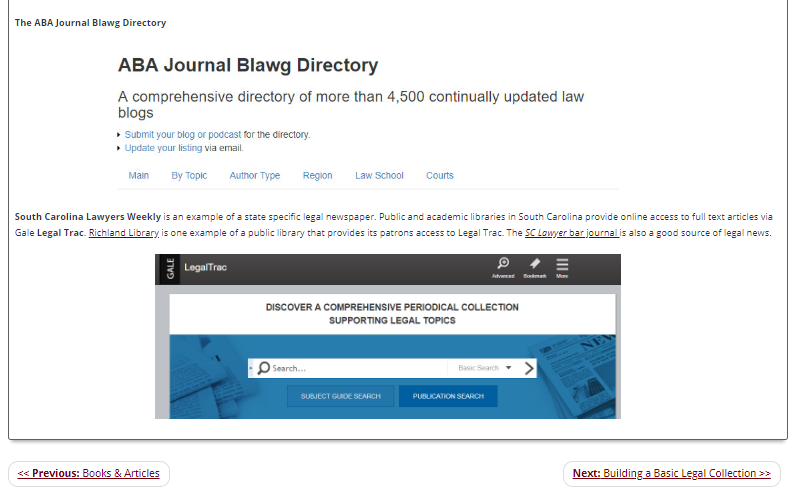 The ABA Journal Blawg Directory
ABA Journal Blawg Directory
A comprehensive directory of more than 4,500 continually updated law
blogs
Submit your blog or podcast for the directory.
Update your listing via email.
Main By Topic Author Type Region Law School Courts
South Carolina Lawyers Weekly is an example of a state specific legal newspaper. Public and academic libraries in South Carolina provide online access to full text articles via
Gale Legal Trac. Richland Library is one example of a public library that provides its patrons access to Legal Trac. The SC Lawyer bar journal is also a good source of legal news.
GALE LegalTrac
Advanced Bookmark More
DISCOVER A COMPREHENSIVE PERIODICAL COLLECTION
SUPPORTING LEGAL TOPICS
NEW
Search... Basic Search
SUBJECT GUIDE SEARCH PUBLICATION SEARCH
<< Previous: Books & Articles
Next: Building a Basic Legal Collection >>